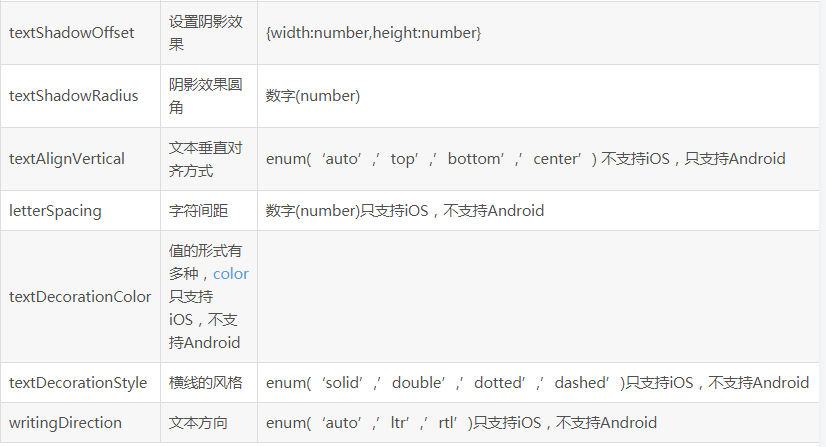 textShadowOffset
设置阴影效
果
{width:number,height:number}
textShadowRadius
阴影效果圆
角
数字(number)
textAlignVertical
文本垂直对
齐方式
enum(‘auto’,’top’,’bottom’,’center’) 不支持iOS，只支持Android
letterSpacing
字符间距
数字(number)只支持iOS，不支持Android
textDecorationColor
值的形式有
多种，color
只支持
iOS，不支
持Android
textDecorationStyle
横线的风格
enum(‘solid’,’double’,’dotted’,’dashed’)只支持iOS，不支持Android
writingDirection
文本方向
enum(‘auto’,’ltr’,’rtl’)只支持iOS，不支持Android